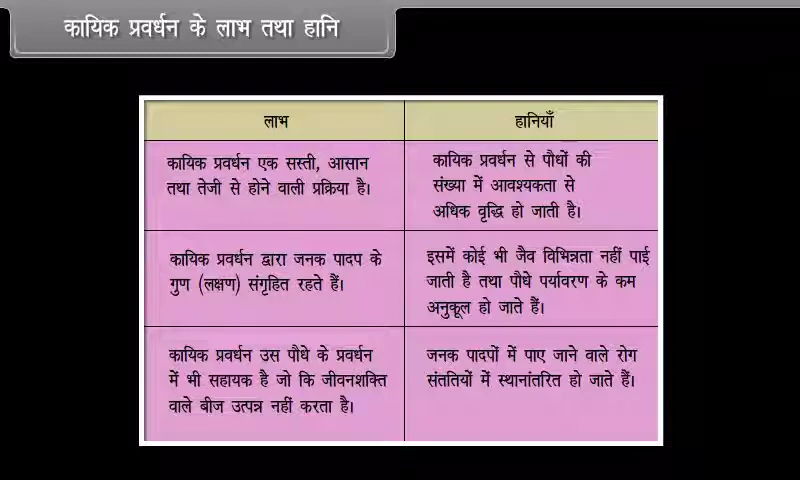 कायिक प्रवर्धन के लाभ तथा हानि
लाभ
हानियाँ
कायिक प्रवर्धन एक सस्ती, आसान
तथा तेजी से होने वाली प्रक्रिया है।
कायिक प्रवर्धन से पौधों की
संख्या में आवश्यकता से
अधिक वृद्धि हो जाती है।
कायिक प्रवर्धन द्वारा जनक पादप के
गुण (लक्षण) संगृहित रहते हैं।
इसमें कोई भी जैव विभिन्नता नहीं पाई
जाती है तथा पौधे पर्यावरण के कम
अनुकूल हो जाते हैं।
कायिक प्रवर्धन उस पौधे के प्रवर्धन
में भी सहायक है जो कि जीवनशक्ति
वाले बीज उत्पन्न नहीं करता है।
जनक पादपों में पाए जाने वाले रोग
संततियों में स्थानांतरित हो जाते हैं।